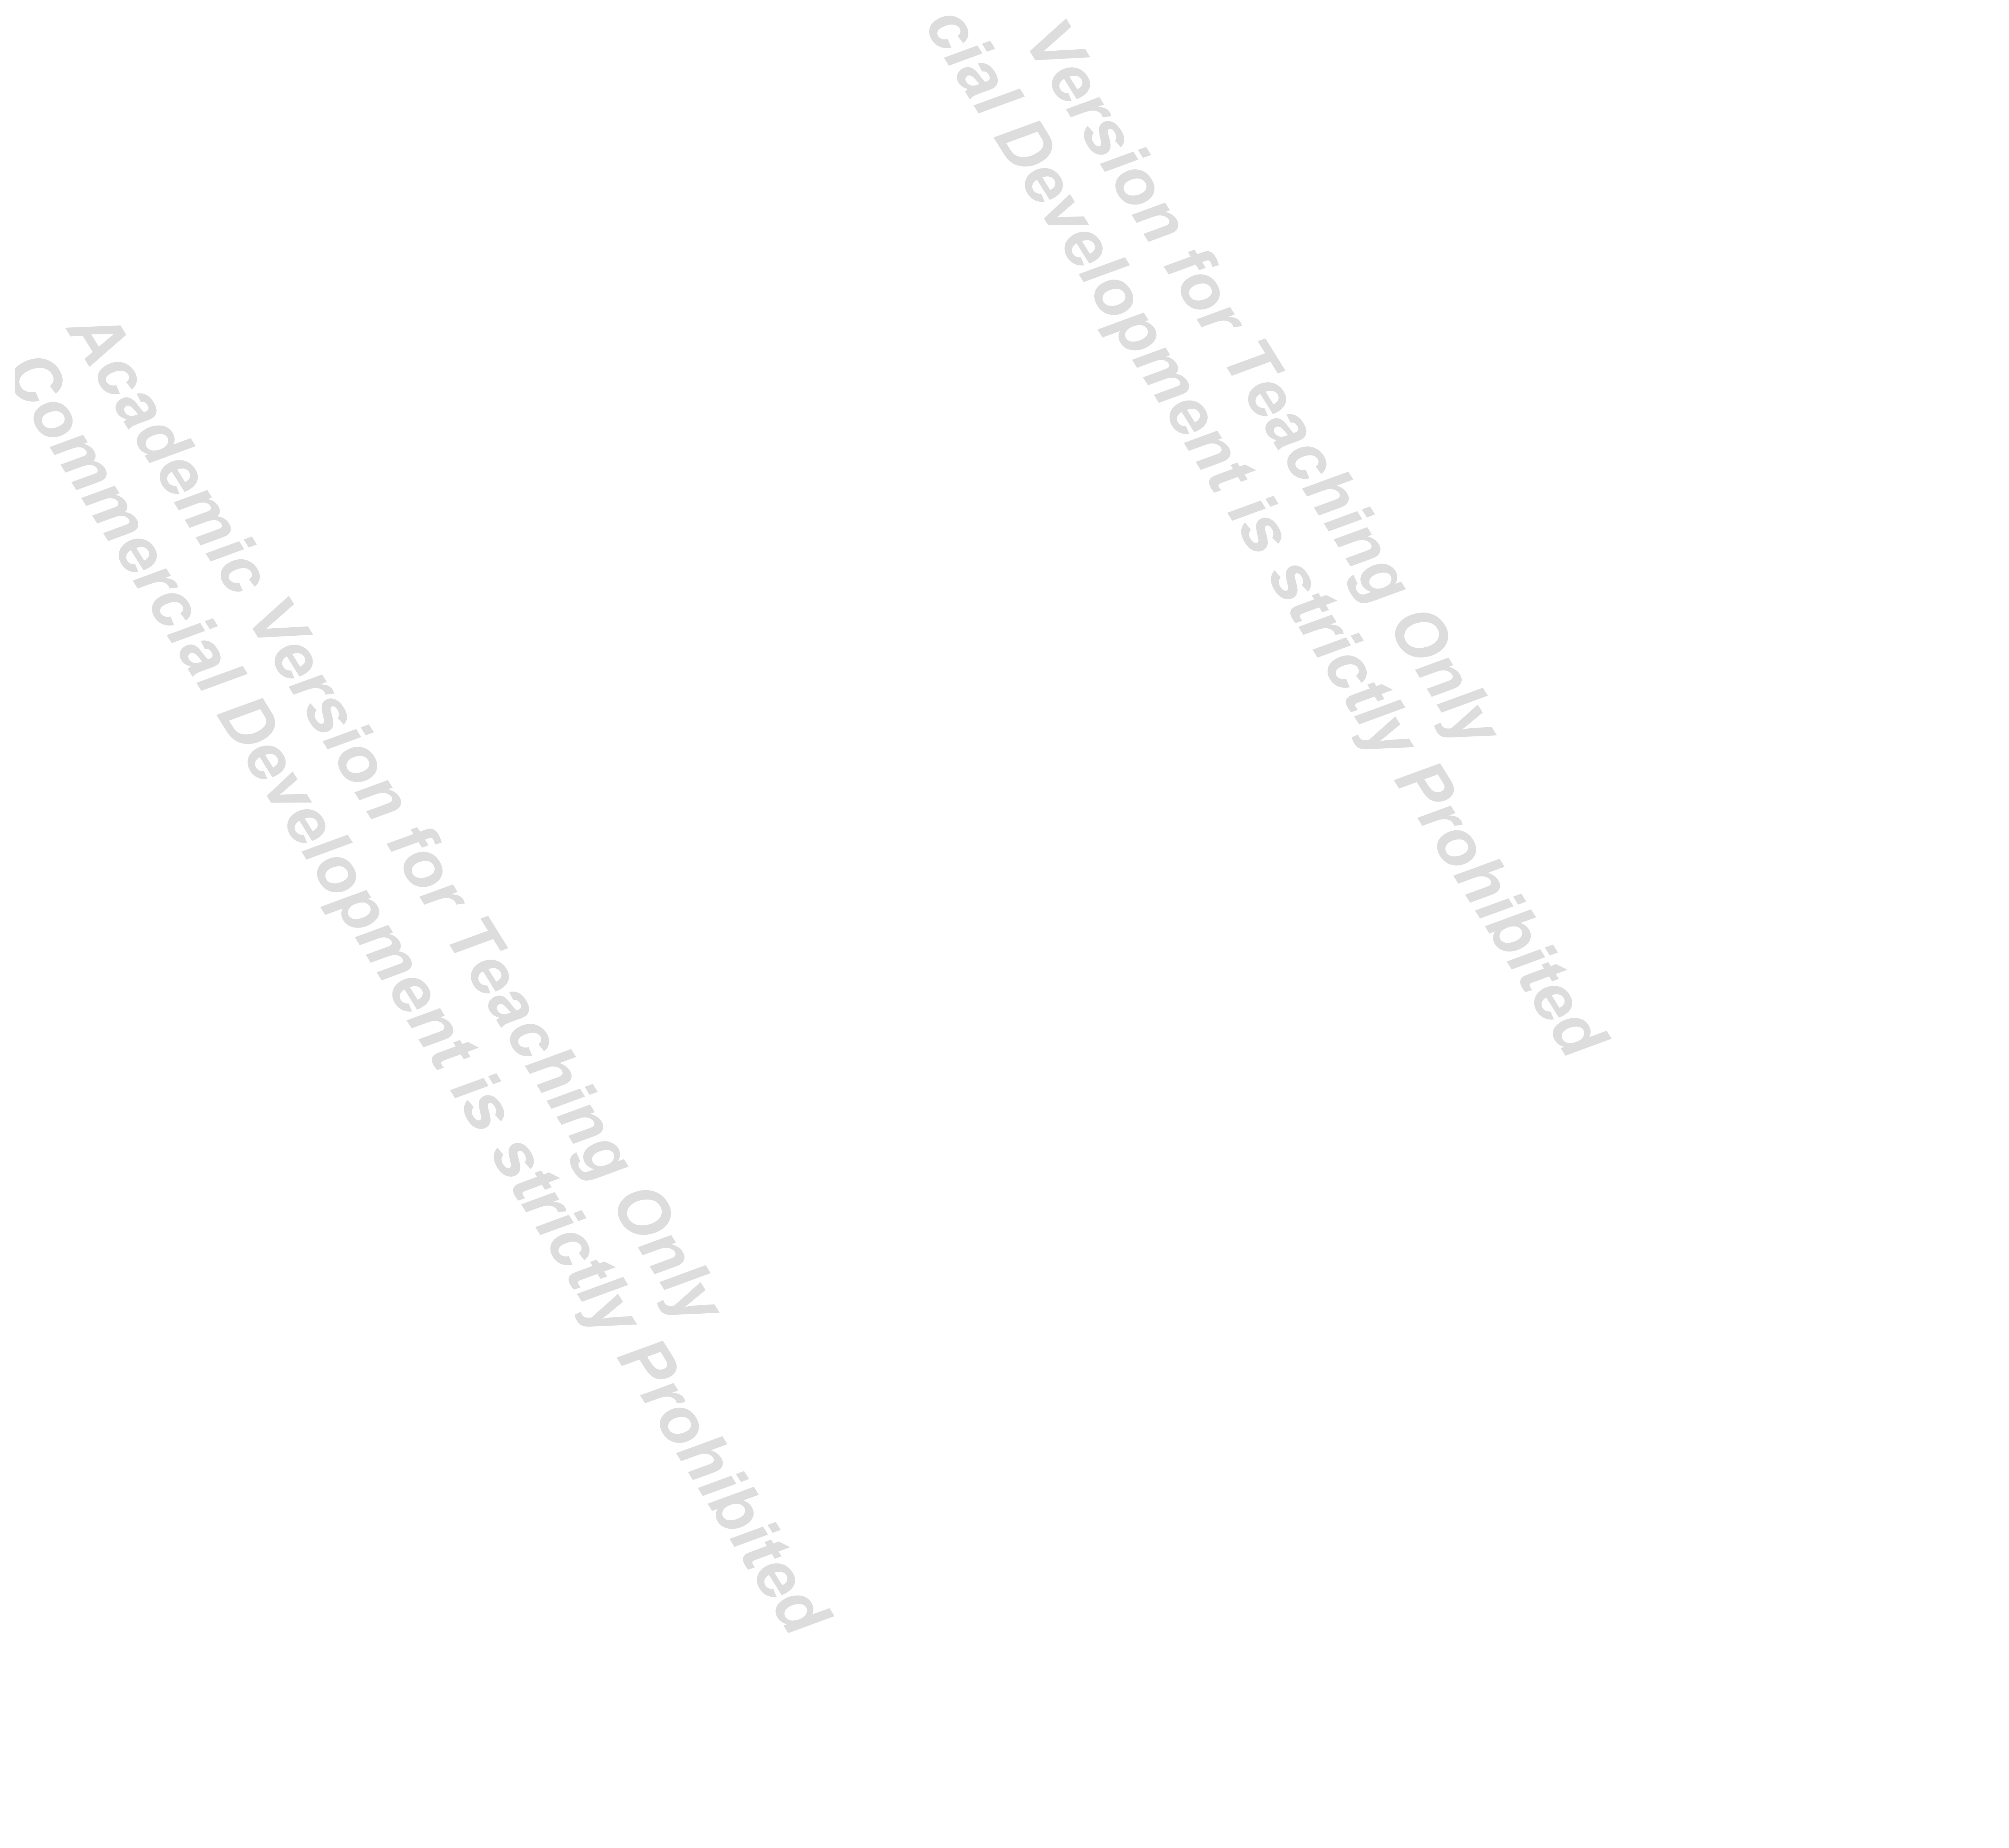 Academic Version for Teaching Only
Commercial Development is strictly Prohibited
Version for Teaching Only
cial Development is strictly Prohibited